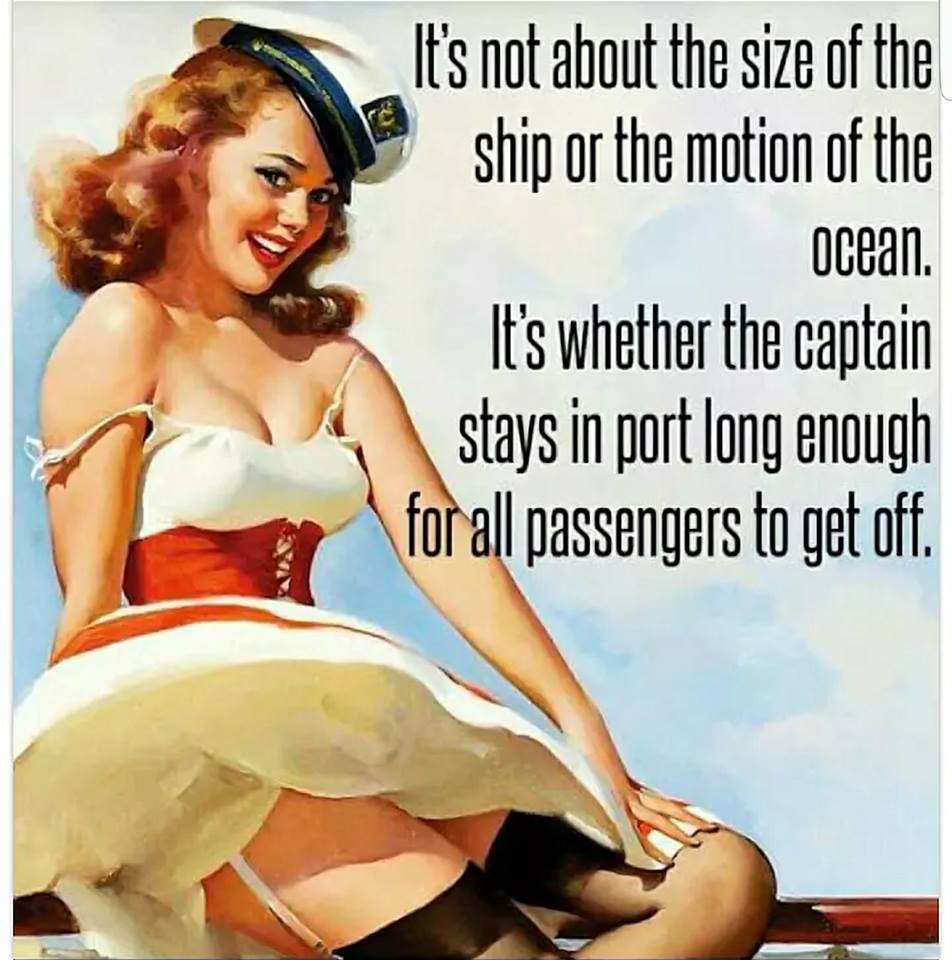 It's not about the size of the
ship or the motion of the
ocean.
It's whether the captain
stays in port long enough
for all passengers to get off.